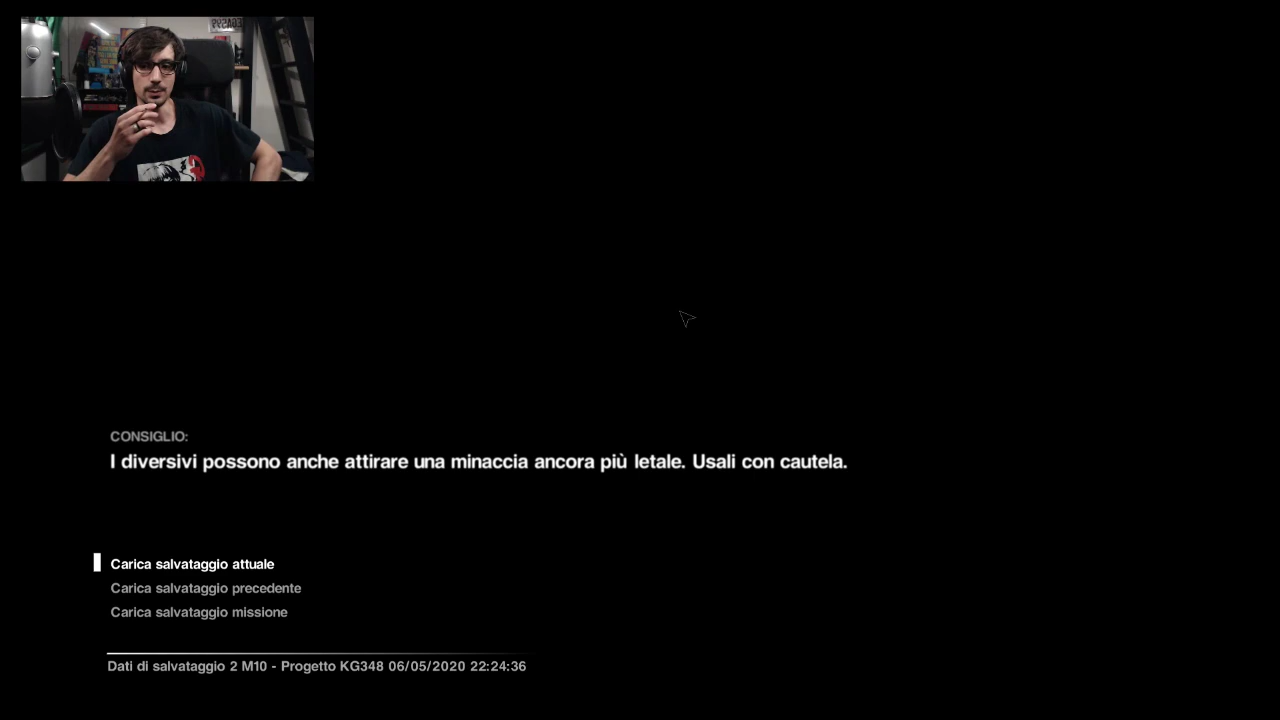 CONSIGLIO:
I diversivi possono anche attirare una minaccia ancora più letale. Usali con cautela.
Carica salvataggio attuale
Carica salvataggio precedente
Carica salvataggio missione
Dati di salvataggio 2 M10 - Progetto KG348 06/05/2020 22:24:36